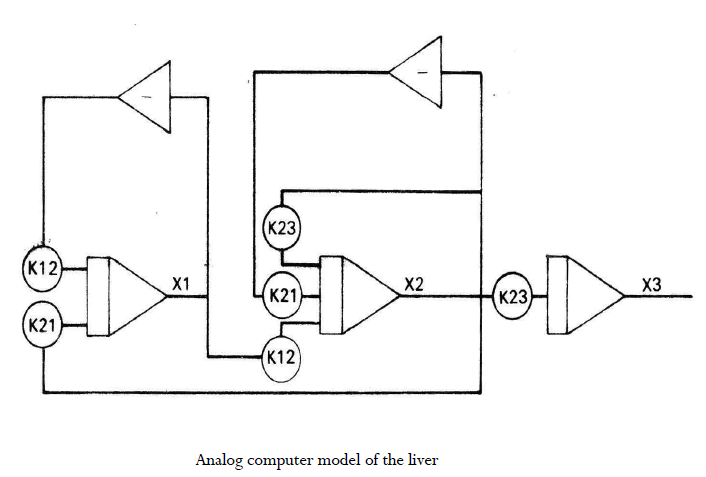 K23
K12
X1
K21
X2
K23
X3
K21
K12
Analog computer model of the liver